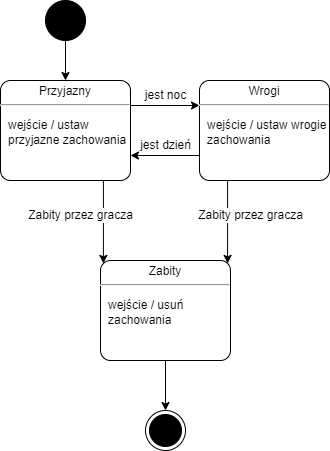 Przyjazny
wejście / ustaw
przyjazne zachowania
jest noc
jest dzień
Wrogi
wejście / ustaw wrogie
zachowania
Zabity przez gracza
Zabity przez gracza
Zabity
wejście / usuń
zachowania